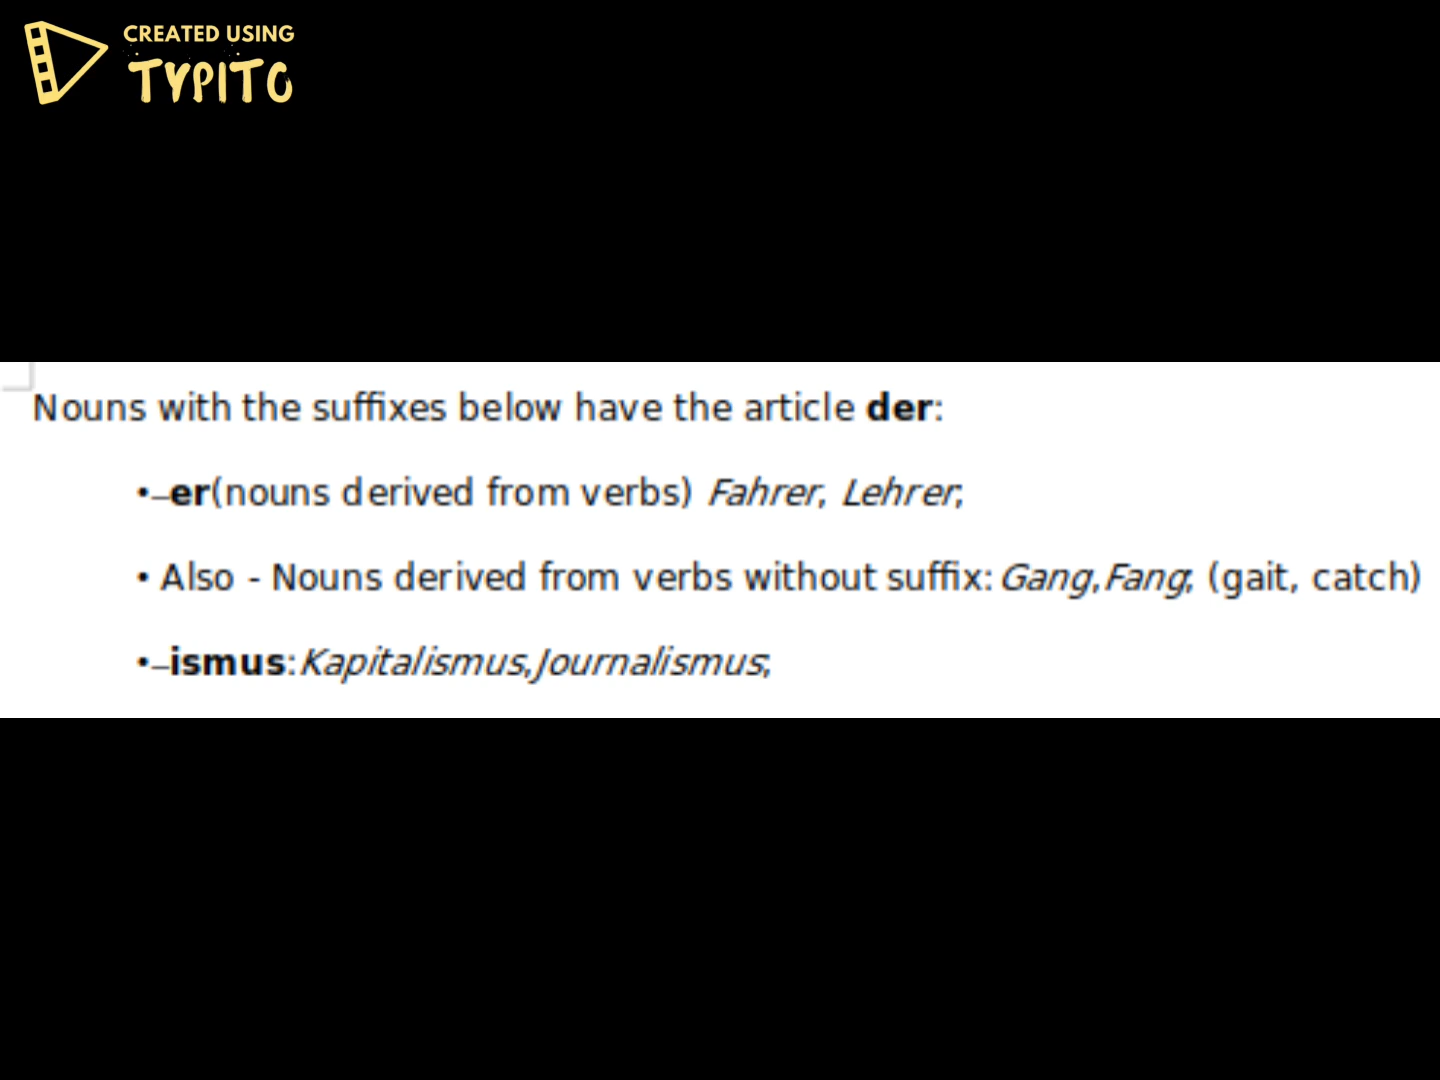 CREATED USING
TYPITO
Nouns with the suffixes below have the article der:
•–er(nouns derived from verbs) Fahrer, Lehrer;
• Also - Nouns derived from verbs without suffix: Gang,Fang; (gait, catch)
•–ismus:Kapitalismus,Journalismus;